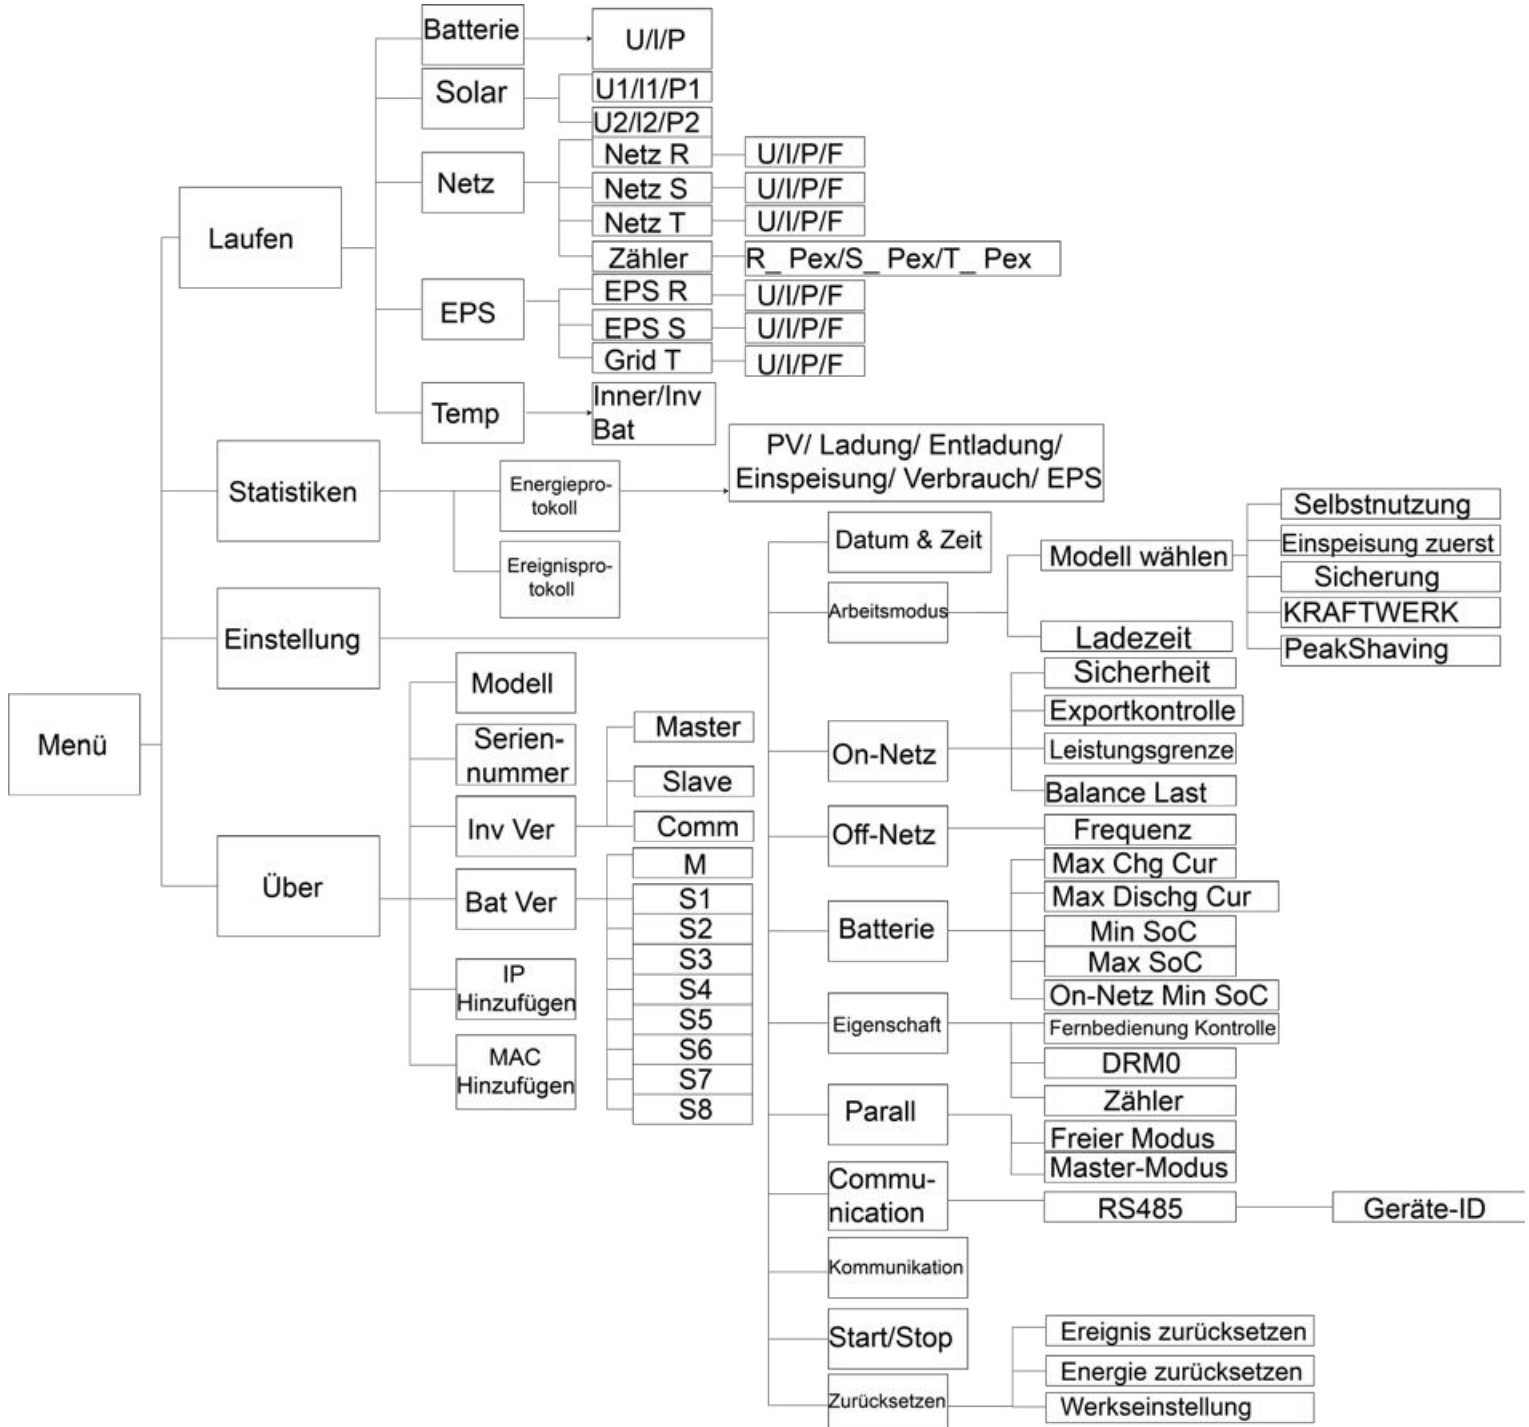 Menü
Laufen
Batterie
U/I/P
Solar
U1/I1/P1
U2/I2/P2
Netz
Netz R
U/I/P/F
Netz S
U/I/P/F
Netz T
U/I/P/F
Zähler
R_ Pex/S_ Pex/T_ Pex
EPS
EPS R
U/I/P/F
EPS S
U/I/P/F
Grid T
U/I/P/F
Temp
Inner/Inv
Bat
Statistiken
Energiepro-
tokoll
PV/ Ladung/ Entladung/
Einspeisung/ Verbrauch/ EPS
Ereignispro-
tokoll
Einstellung
Datum & Zeit
Arbeitsmodus
Modell wählen
Selbstnutzung
Einspeisung zuerst
Sicherung
KRAFTWERK
PeakShaving
Ladezeit
On-Netz
Sicherheit
Exportkontrolle
Leistungsgrenze
Balance Last
Off-Netz
Frequenz
Batterie
Max Chg Cur
Max Dischg Cur
Min SoC
Max SoC
On-Netz Min SoC
Eigenschaft
Fernbedienung Kontrolle
DRM0
Zähler
Parall
Freier Modus
Master-Modus
Commu-
nication
RS485
Geräte-ID
Kommunikation
Start/Stop
Zurücksetzen
Ereignis zurücksetzen
Energie zurücksetzen
Werkseinstellung
Über
Modell
Serien-
nummer
Inv Ver
Master
Slave
Comm
Bat Ver
M
S1
S2
S3
S4
S5
S6
S7
S8
IP
Hinzufügen
MAC
Hinzufügen